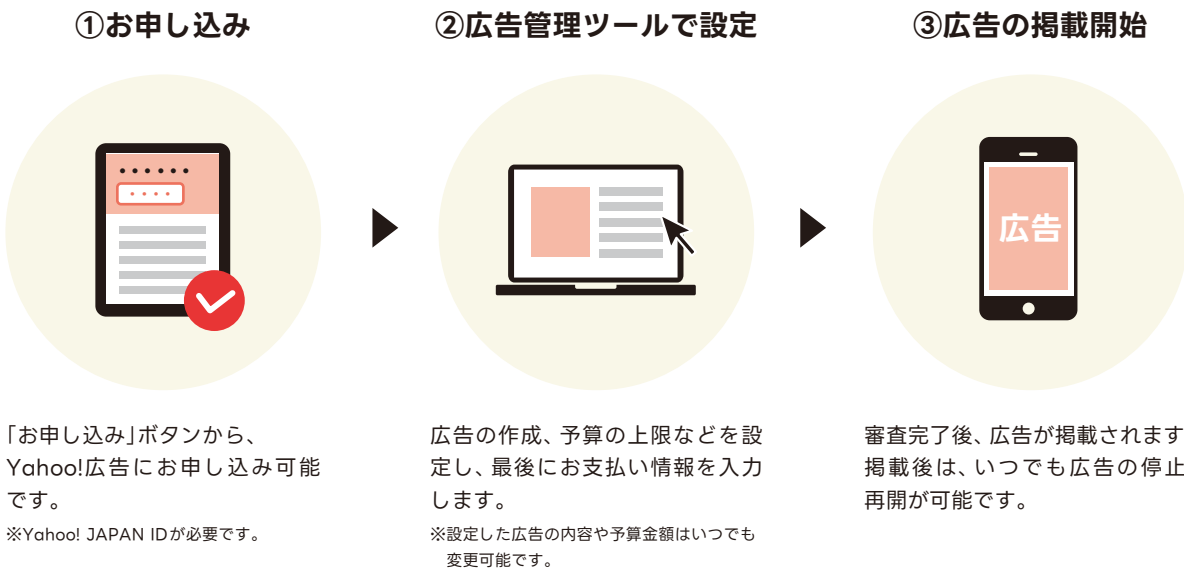 ①お申し込み
②広告管理ツールで設定
③広告の掲載開始
広告
「お申し込み」ボタンから、
Yahoo!広告にお申し込み可能
です。
※Yahoo! JAPAN IDが必要です。
広告の作成、予算の上限などを設
定し、最後にお支払い情報を入力
します。
※設定した広告の内容や予算金額はいつでも
変更可能です。
審査完了後、広告が掲載されます
掲載後は、いつでも広告の停止
再開が可能です。